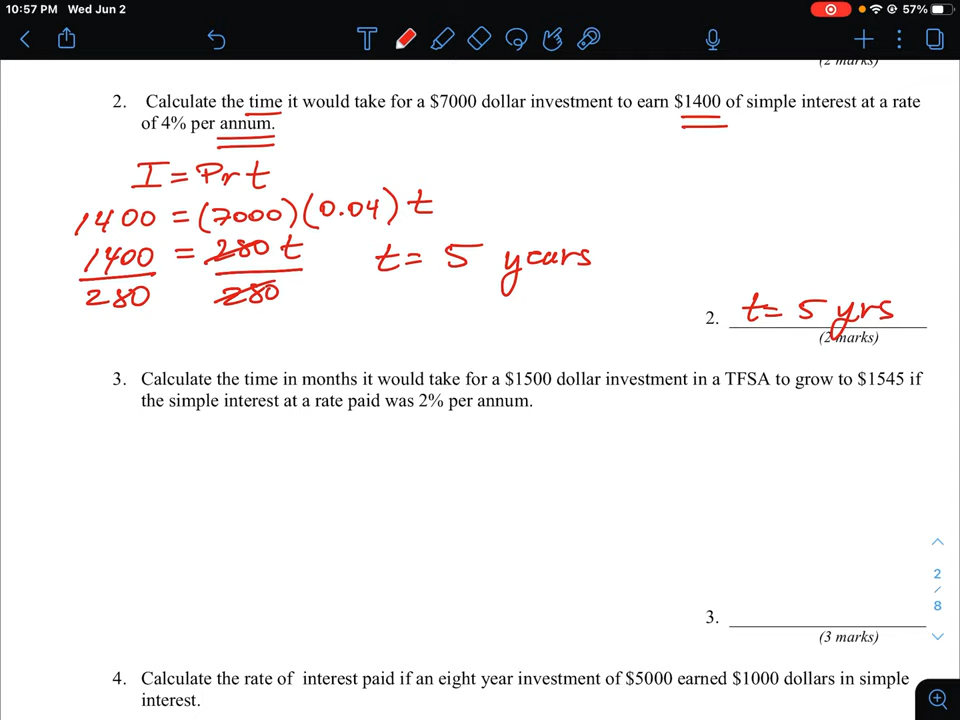 10:57 PM Wed Jun 2
57%
(2 marks)
2. Calculate the time it would take for a $7000 dollar investment to earn $1400 of simple interest at a rate
of 4% per annum.
I = Prt
1400 = (7000)(0.04) t
1400 = 280 t
280 280
t = 5 years
2. t = 5 yrs
(2 marks)
3. Calculate the time in months it would take for a $1500 dollar investment in a TFSA to grow to $1545 if
the simple interest at a rate paid was 2% per annum.
2
/
8
3.
(3 marks)
4. Calculate the rate of interest paid if an eight year investment of $5000 earned $1000 dollars in simple
interest.